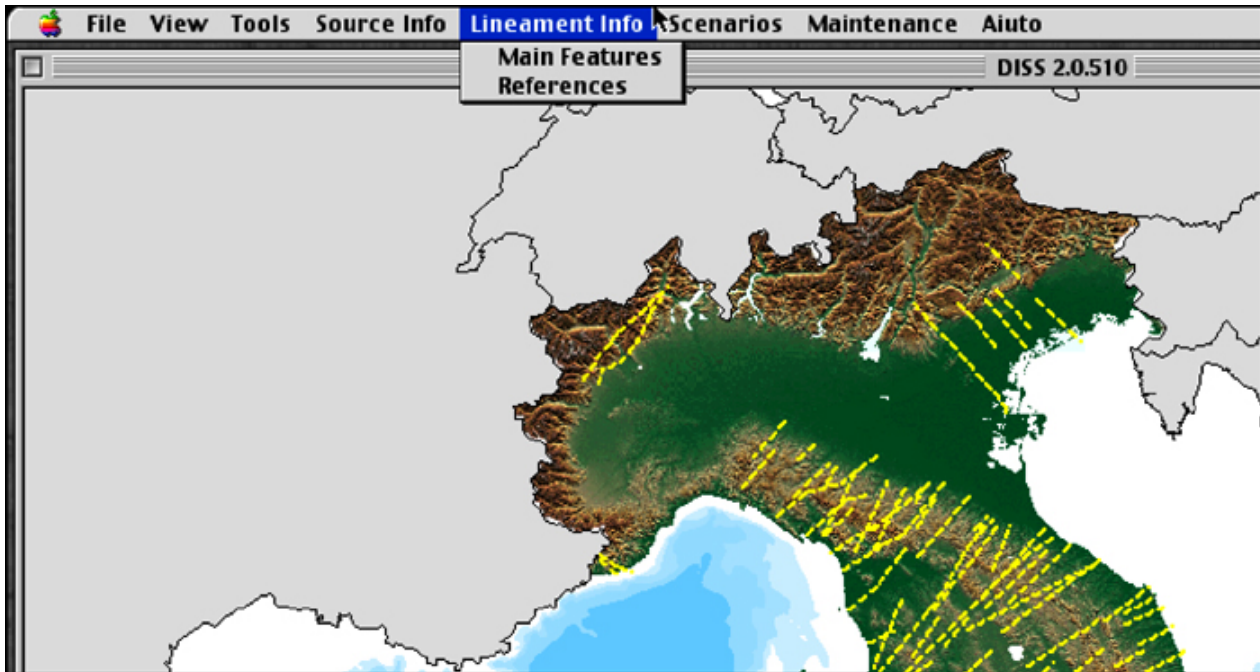 File View Tools Source Info Lineament Info Scenarios Maintenance Aiuto
Main Features
DISS 2.0.510
References